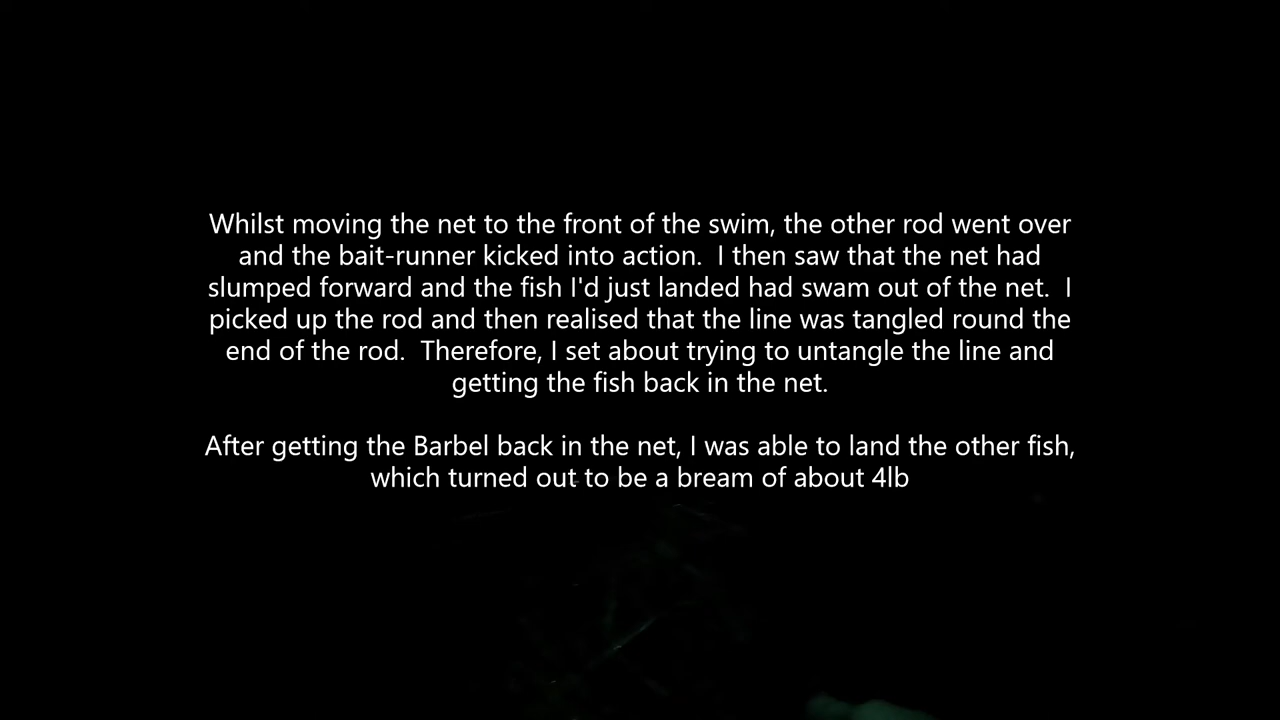 Whilst moving the net to the front of the swim, the other rod went over
and the bait-runner kicked into action.  I then saw that the net had
slumped forward and the fish I'd just landed had swam out of the net.  I
picked up the rod and then realised that the line was tangled round the
end of the rod.  Therefore, I set about trying to untangle the line and
getting the fish back in the net.
After getting the Barbel back in the net, I was able to land the other fish,
which turned out to be a bream of about 4lb